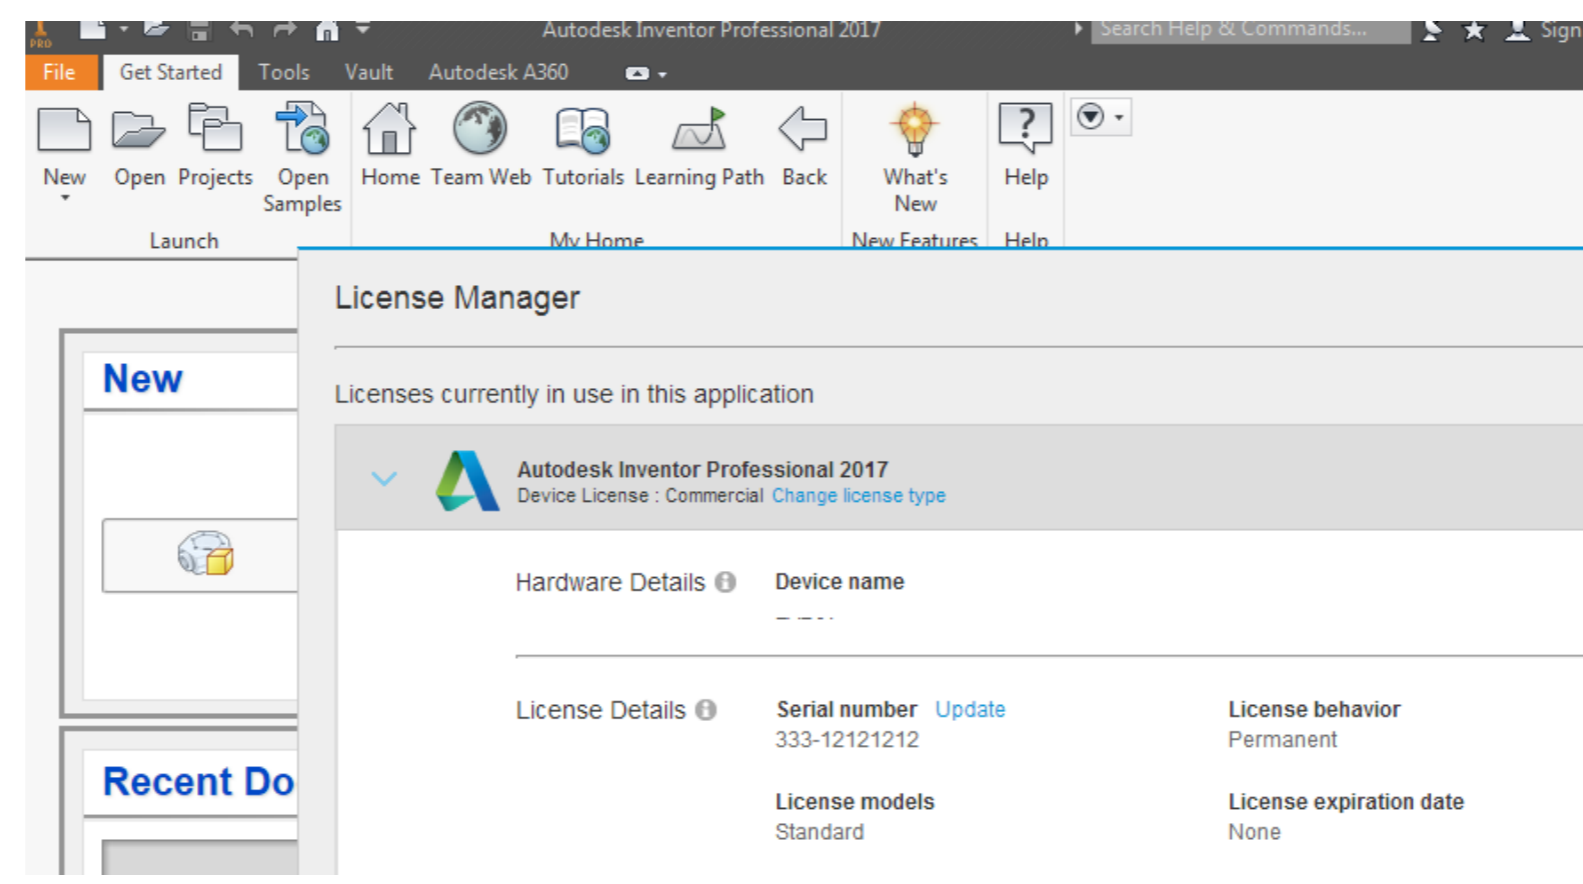 PRO
Autodesk Inventor Professional 2017
Search Help & Commands...
Sign
File Get Started Tools Vault Autodesk A360
New Open Projects Open Samples Home Team Web Tutorials Learning Path Back What's New Help
Launch My Home New Features Help
License Manager
New
Licenses currently in use in this application
Autodesk Inventor Professional 2017
Device License : Commercial Change license type
Hardware Details Device name
License Details Serial number Update License behavior
333-12121212 Permanent
Recent Do
License models License expiration date
Standard None